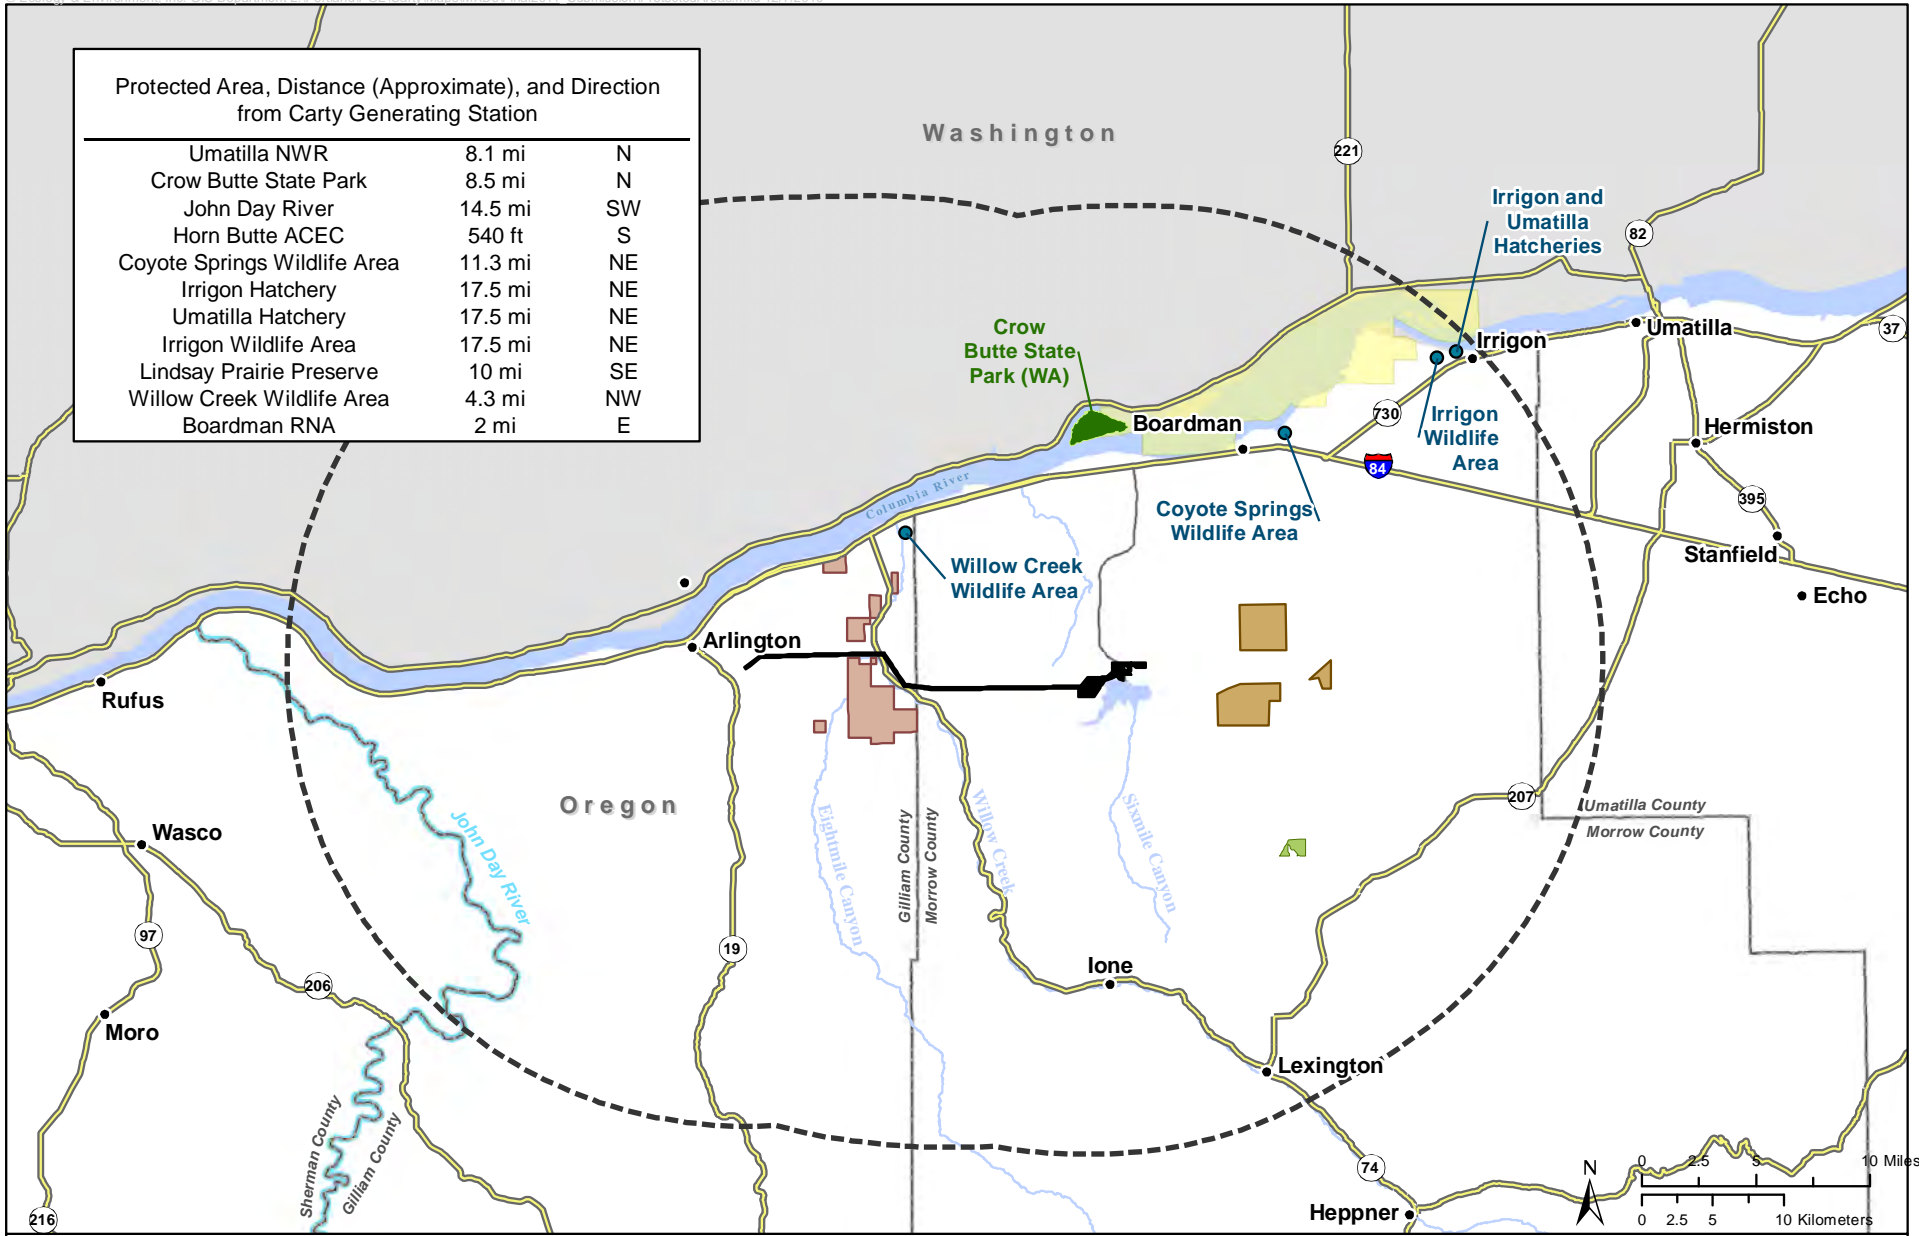 Protected Area, Distance (Approximate), and Direction
from Carty Generating Station
Umatilla NWR 8.1 mi N
Crow Butte State Park 8.5 mi N
John Day River 14.5 mi SW
Horn Butte ACEC 540 ft S
Coyote Springs Wildlife Area 11.3 mi NE
Irrigon Hatchery 17.5 mi NE
Umatilla Hatchery 17.5 mi NE
Irrigon Wildlife Area 17.5 mi NE
Lindsay Prairie Preserve 10 mi SE
Willow Creek Wildlife Area 4.3 mi NW
Boardman RNA 2 mi E
Washington
221
Irrigon and
Umatilla
Hatcheries
82
37
Umatilla
Irrigon
Crow
Butte State
Park (WA)
Boardman
730
Irrigon
Wildlife
Area
Hermiston
84
395
Columbia River
Coyote Springs
Wildlife Area
Stanfield
Willow Creek
Wildlife Area
Echo
Arlington
Rufus
Oregon
207
Umatilla County
Morrow County
Wasco
John Day River
Eightmile Canyon
Gilliam County
Morrow County
Willow Creek
Sixmile Canyon
97
19
206
Ione
Moro
Lexington
Sherman County
Gilliam County
74
216
Heppner
N
0 2.5 5 10 Miles
0 2.5 5 10 Kilometers